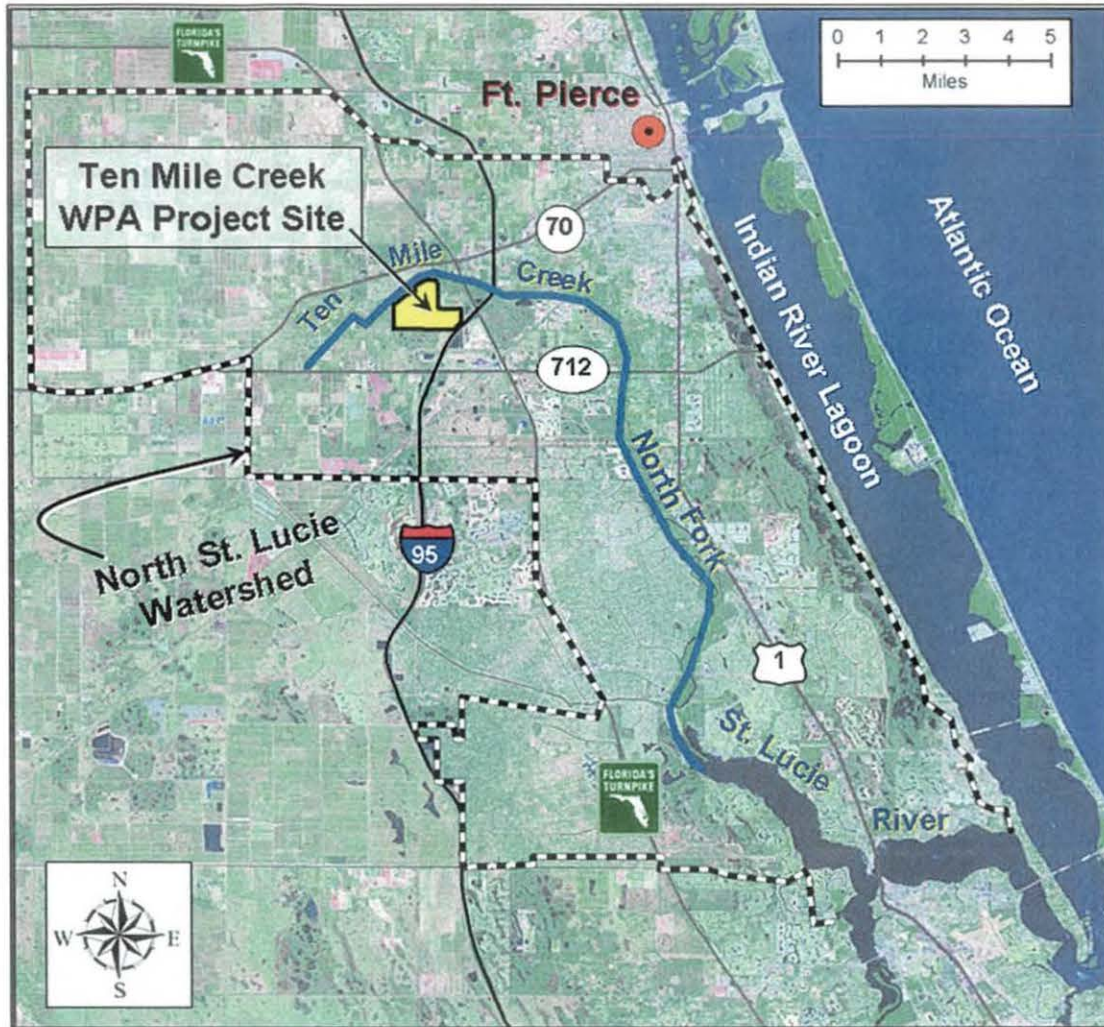 FLORIDA'S
TURNPIKE
0 1 2 3 4 5
Miles
Ft. Pierce
Ten Mile Creek
WPA Project Site
70
Ten Mile Creek
Indian River Lagoon
Atlantic Ocean
712
North Fork
95
North St. Lucie
Watershed
1
St. Lucie
River
FLORIDA'S
TURNPIKE
N
W E
S